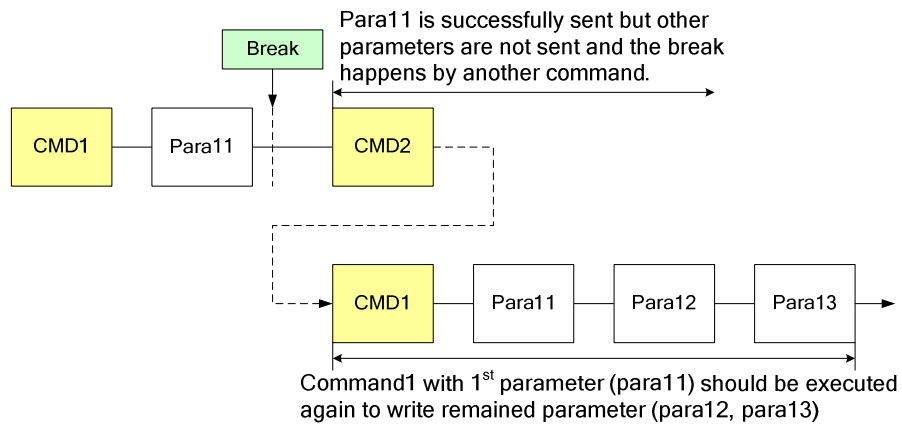 Para11 is successfully sent but other
parameters are not sent and the break
happens by another command.
Break
CMD1
Para11
CMD2
CMD1
Para11
Para12
Para13
Command1 with 1st parameter (para11) should be executed
again to write remained parameter (para12, para13)